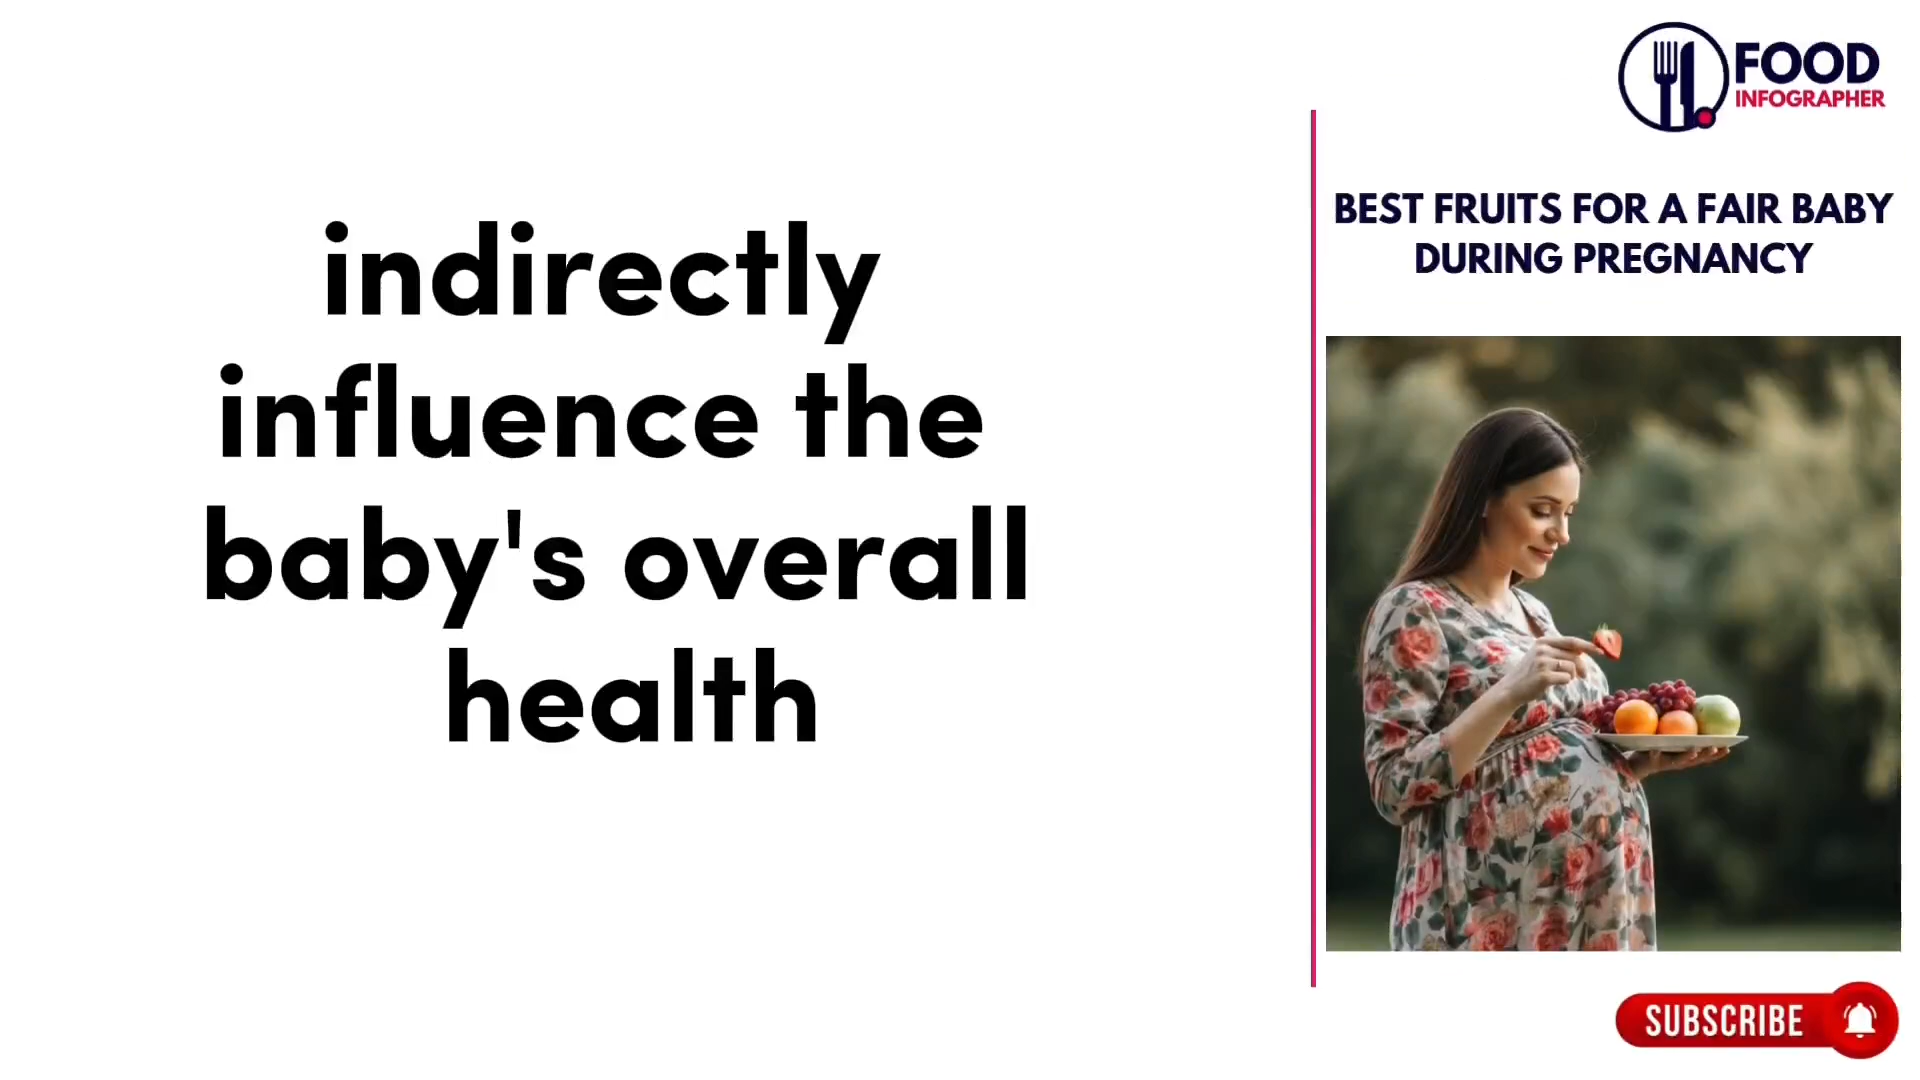 indirectly
influence the
baby's overall
health
FOOD
INFOGRAPHER
BEST FRUITS FOR A FAIR BABY
DURING PREGNANCY
SUBSCRIBE